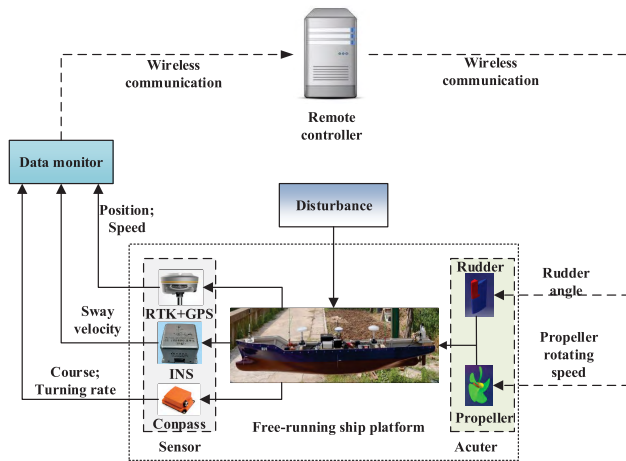 Wireless
communication
Remote
controller
Wireless
communication
Data monitor
Position;
Speed
Disturbance
Sway
velocity
Course;
Turning rate
RTK+GPS
INS
Conpass
Sensor
Free-running ship platform
Rudder
Propeller
Acuter
Rudder
angle
Propeller
rotating
speed